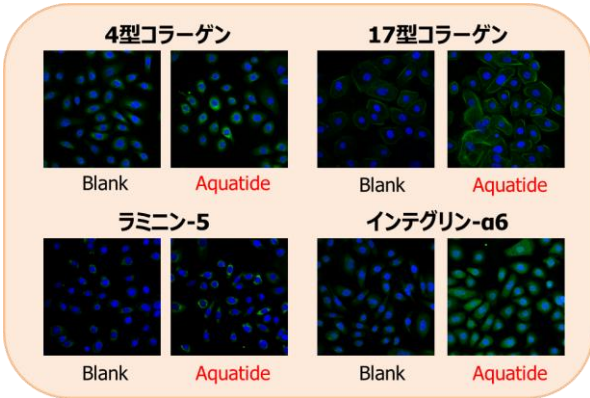 4型コラーゲン
17型コラーゲン
Blank
Aquatide
Blank
Aquatide
ラミニン-5
インテグリン-α6
Blank
Aquatide
Blank
Aquatide